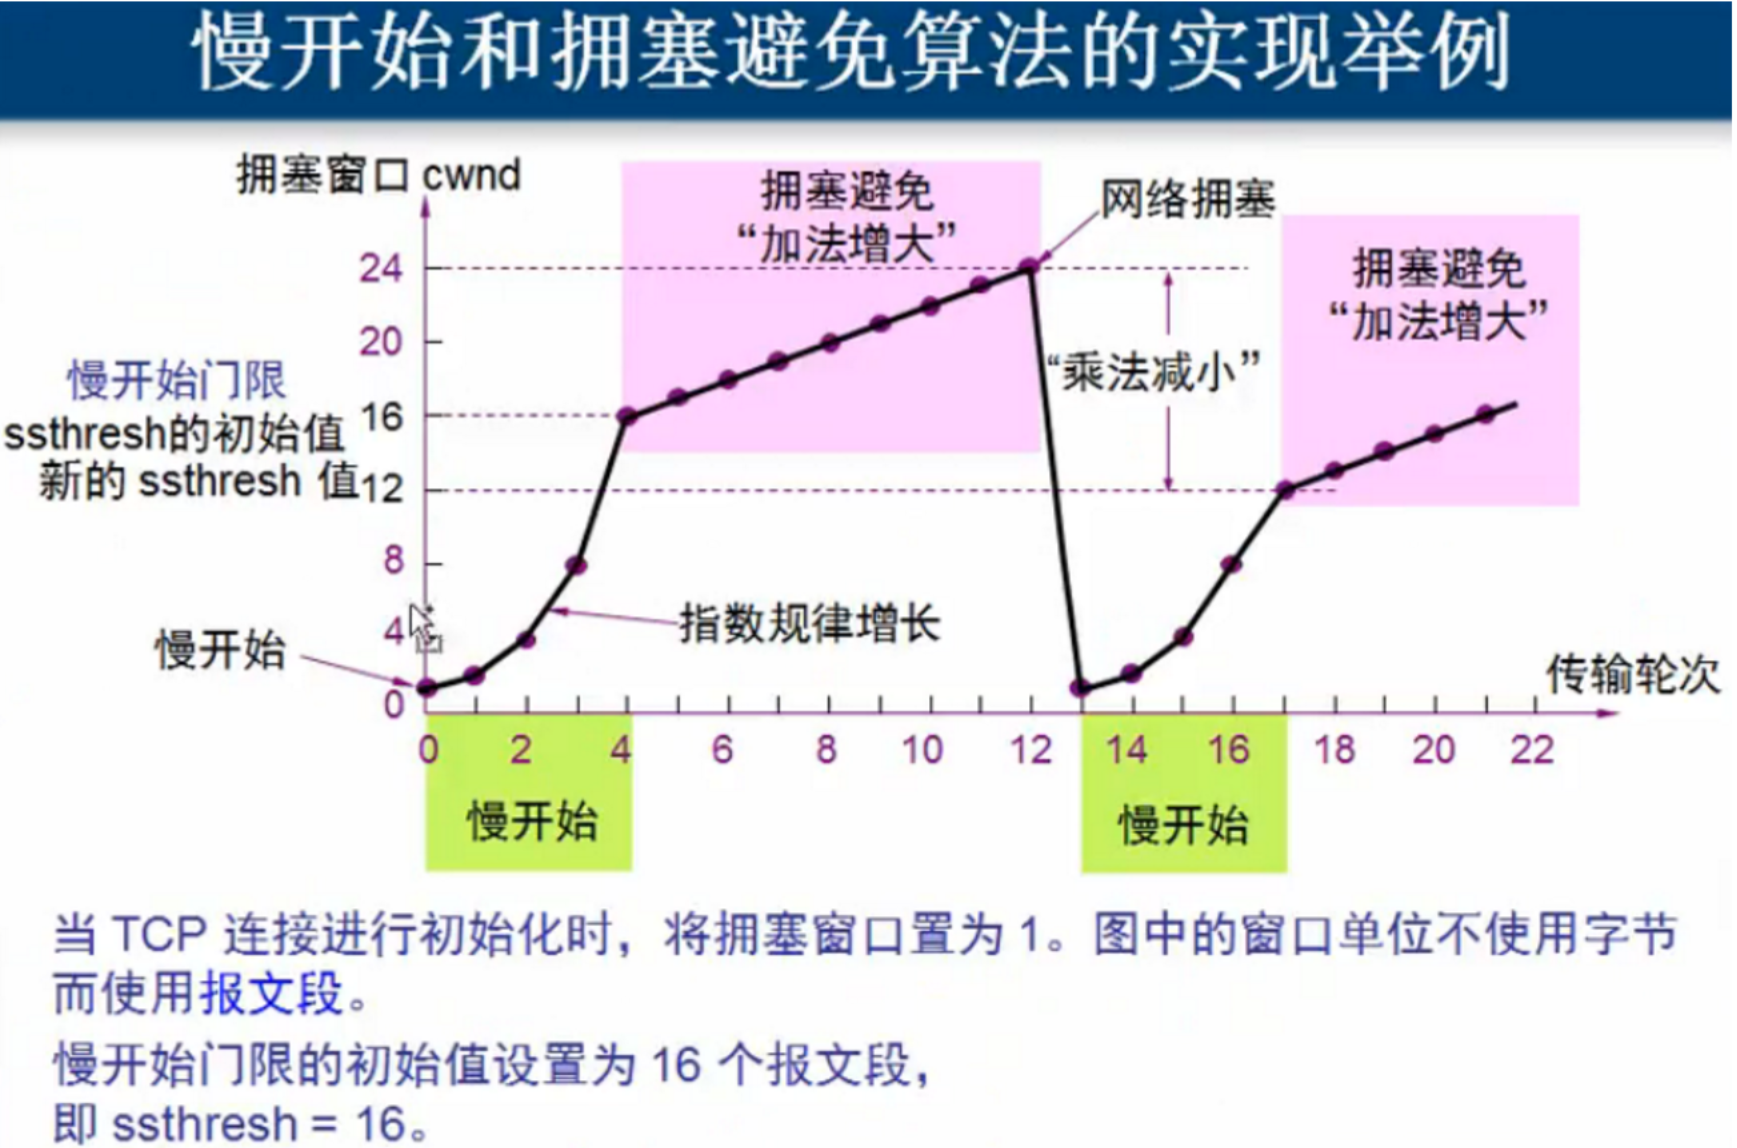 慢开始和拥塞避免算法的实现举例
拥塞窗口 cwnd
拥塞避免
“加法增大”
网络拥塞
拥塞避免
“加法增大”
24
20
“乘法减小”
慢开始门限
ssthresh的初始值
16
新的 ssthresh 值
12
8
4
指数规律增长
慢开始
0
传输轮次
0 2 4 6 8 10 12 14 16 18 20 22
慢开始
慢开始
当 TCP 连接进行初始化时，将拥塞窗口置为 1。图中的窗口单位不使用字节
而使用报文段。
慢开始门限的初始值设置为 16 个报文段，
即 ssthresh = 16。